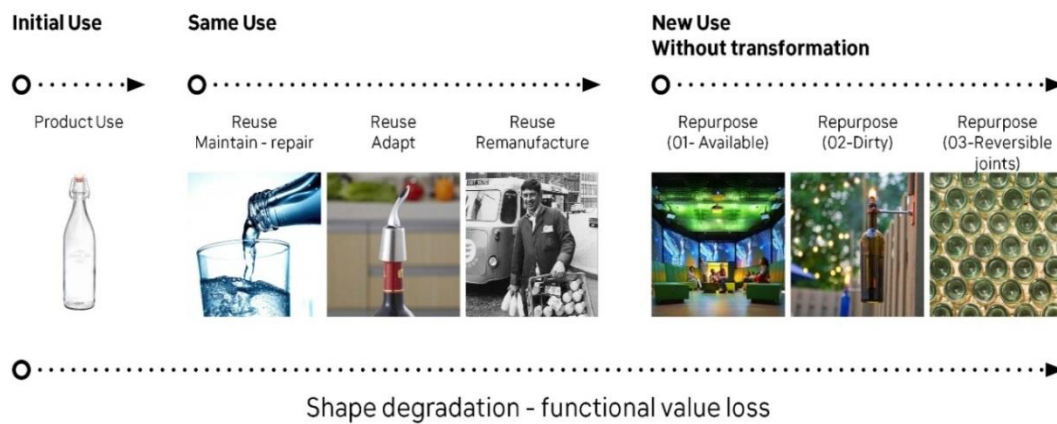 Initial Use
Same Use
New Use
Without transformation
Product Use
Reuse
Maintain - repair
Reuse
Adapt
Reuse
Remanufacture
Repurpose
(01- Available)
Repurpose
(02-Dirty)
Repurpose
(03-Reversible
joints)
Shape degradation - functional value loss